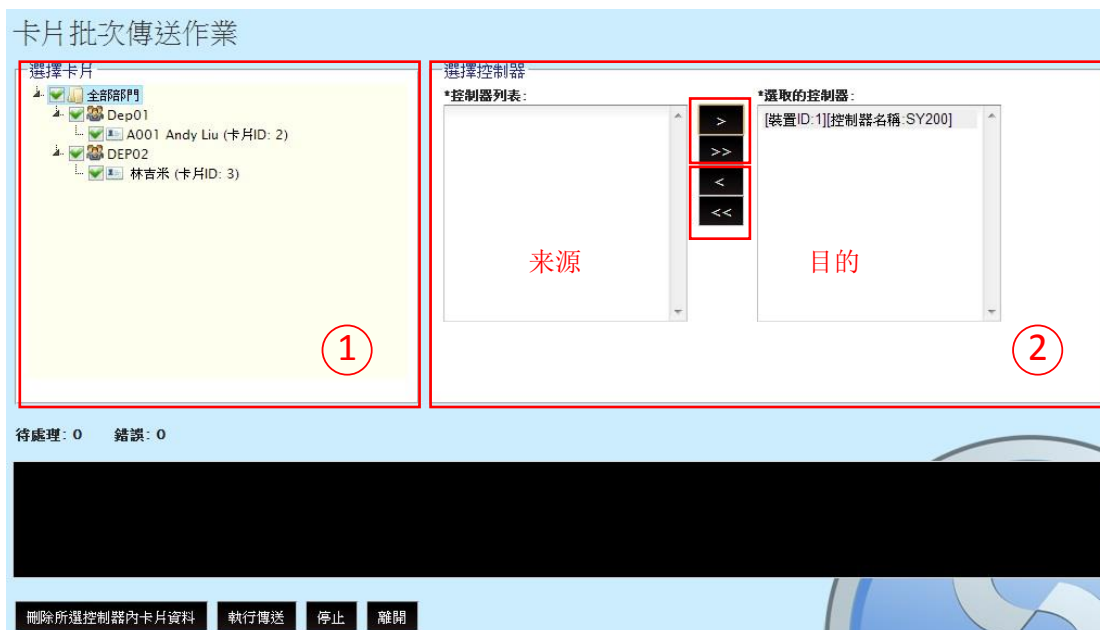 卡片批次傳送作業
選擇卡片
全部部門
Dep01
A001 Andy Liu (卡片ID: 2)
DEP02
林吉米 (卡片ID: 3)
1
選擇控制器
*控制器列表:
来源
>
>>
<
<<
*選取的控制器:
[裝置ID:1][控制器名稱:SY200]
目的
2
待處理: 0 錯誤: 0
刪除所選控制器內卡片資料 執行傳送 停止 離開